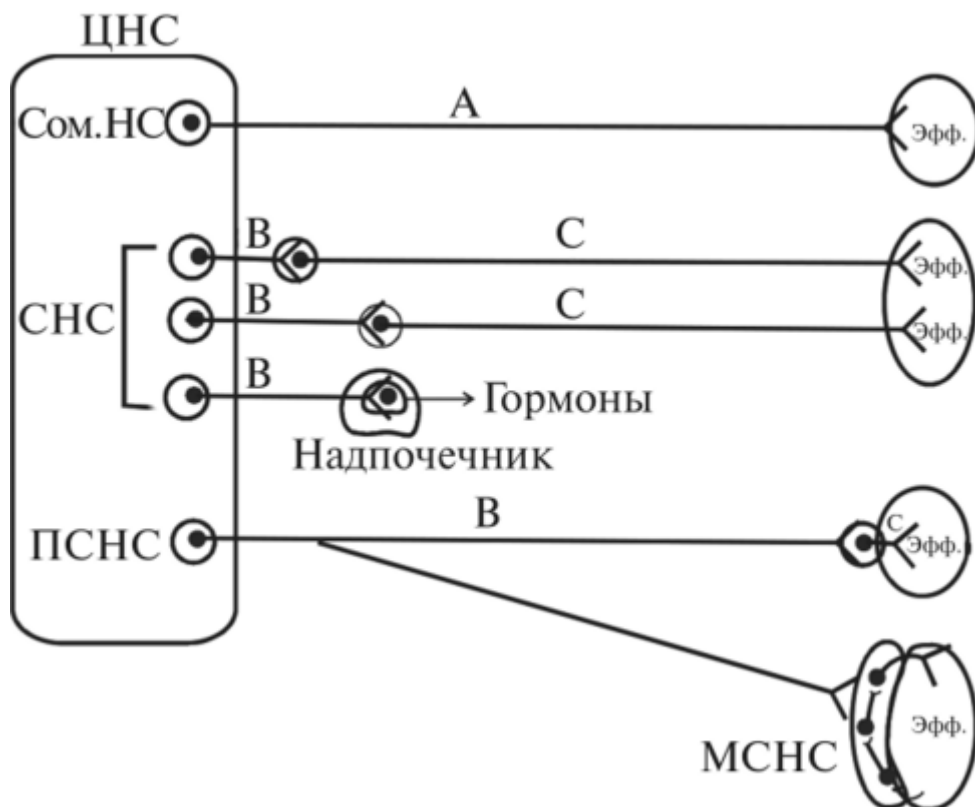 ЦНС
Сом.НС A Эфф.
B C Эфф.
СНС B C Эфф.
B Гормоны
Надпочечник
ПСНС B C Эфф.
МСНС Эфф.